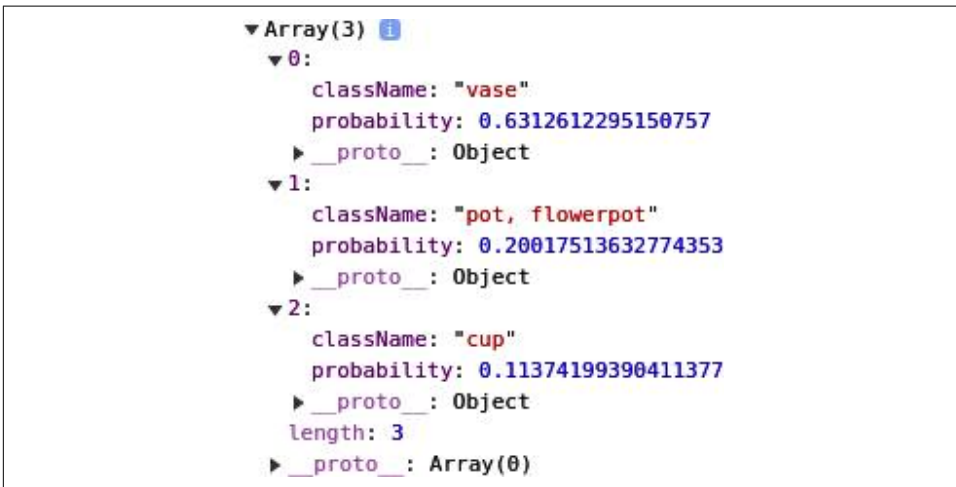 ▼Array(3) i
▼0:
className: "vase"
probability: 0.6312612295150757
▶__proto__: Object
▼1:
className: "pot, flowerpot"
probability: 0.20017513632774353
▶__proto__: Object
▼2:
className: "cup"
probability: 0.11374199390411377
▶__proto__: Object
length: 3
▶__proto__: Array(0)